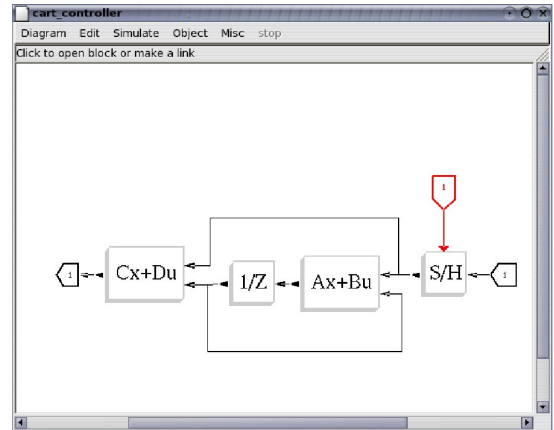 cart_controller
Diagram Edit Simulate Object Misc stop
Click to open block or make a link
1
1 Cx+Du 1/Z Ax+Bu S/H 1